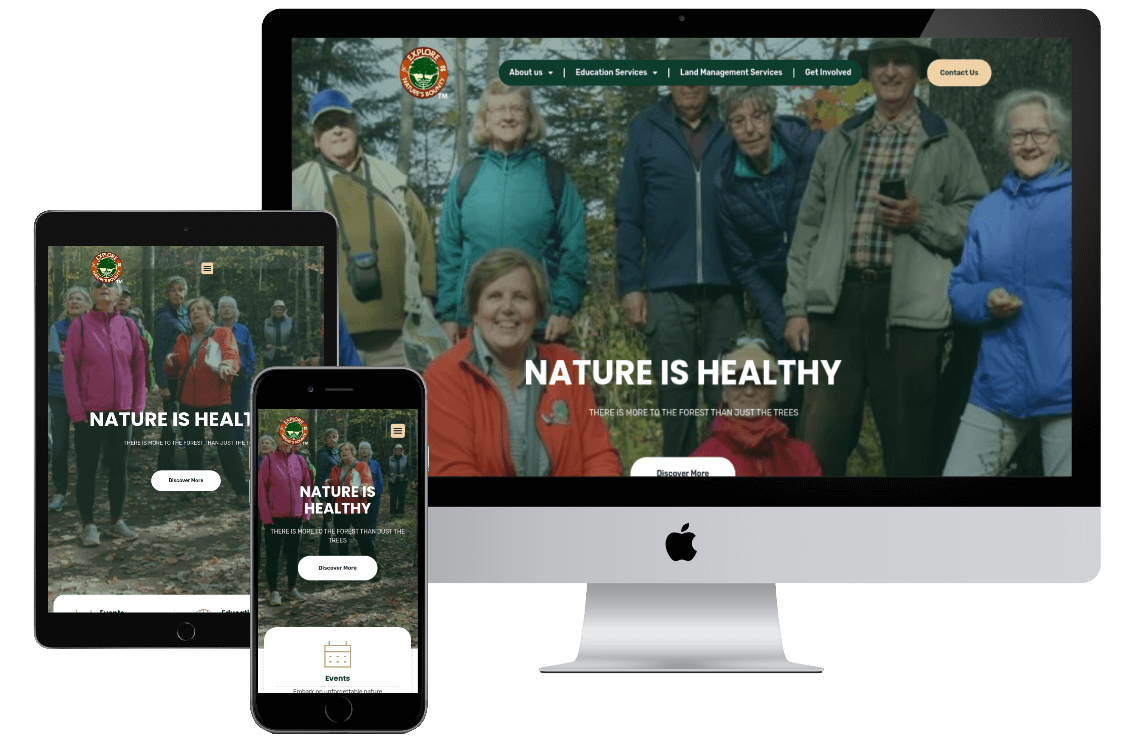 EXPLORE
NATURE'S BOUNTY
TM
About us | Education Services | Land Management Services | Get Involved
Contact Us
NATURE IS HEALTHY
THERE IS MORE TO THE FOREST THAN JUST THE TREES
Discover More
EXPLORE
TM
NATURE IS HEALT
THERE IS MORE TO THE FOREST THAN JUST THE T
Discover More
Events
Educati
EXPLORE
TM
NATURE IS
HEALTHY
THERE IS MORE TO THE FOREST THAN JUST THE
TREES
Discover More
Events
Embark on unforgettable nature